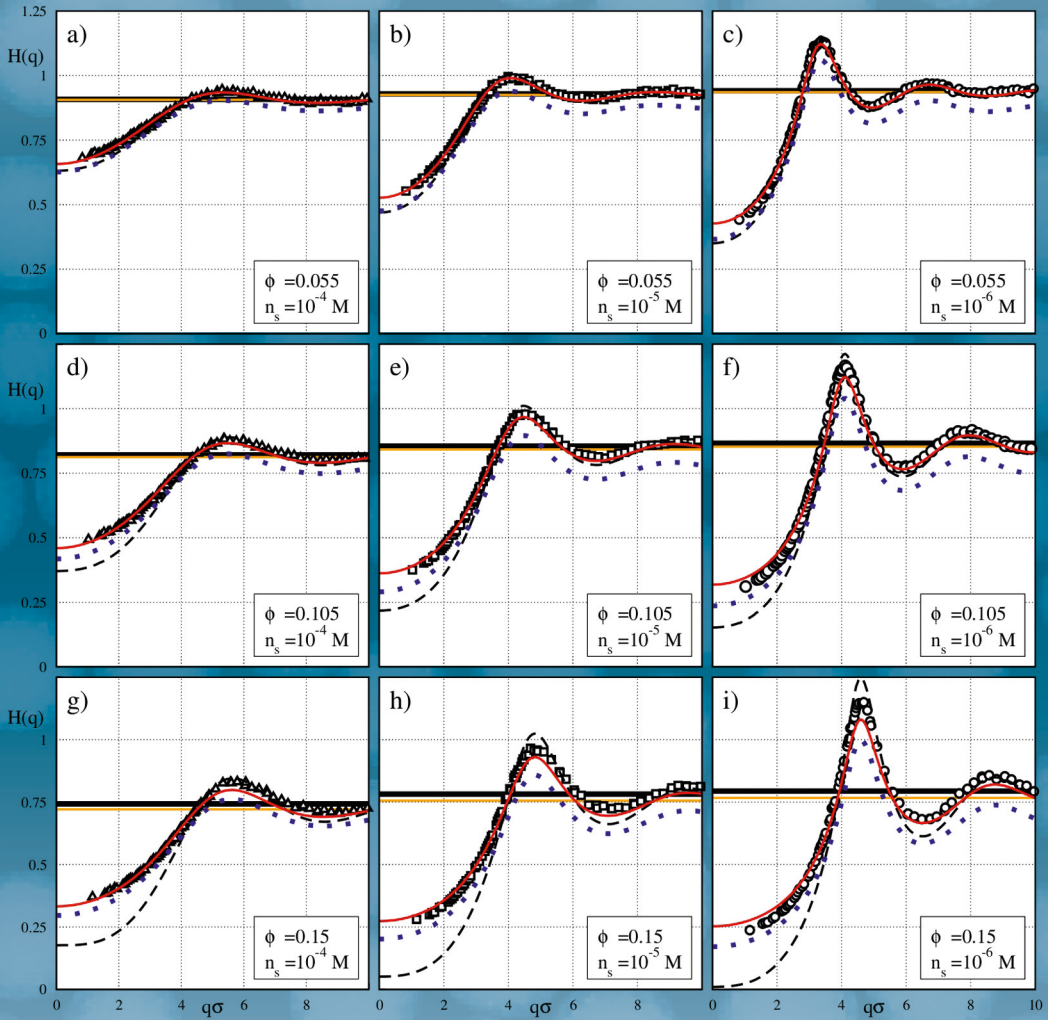 a) b) c)
H(q)
1.25
1
0.75
0.5
0.25
0
ϕ =0.055
n_s =10^-4 M
ϕ =0.055
n_s =10^-5 M
ϕ =0.055
n_s =10^-6 M
d) e) f)
H(q)
1
0.75
0.5
0.25
0
ϕ =0.105
n_s =10^-4 M
ϕ =0.105
n_s =10^-5 M
ϕ =0.105
n_s =10^-6 M
g) h) i)
H(q)
1
0.75
0.5
0.25
0
ϕ =0.15
n_s =10^-4 M
ϕ =0.15
n_s =10^-5 M
ϕ =0.15
n_s =10^-6 M
0 2 4 6 8 qσ 0 2 4 6 8 qσ 0 2 4 6 8 10 qσ